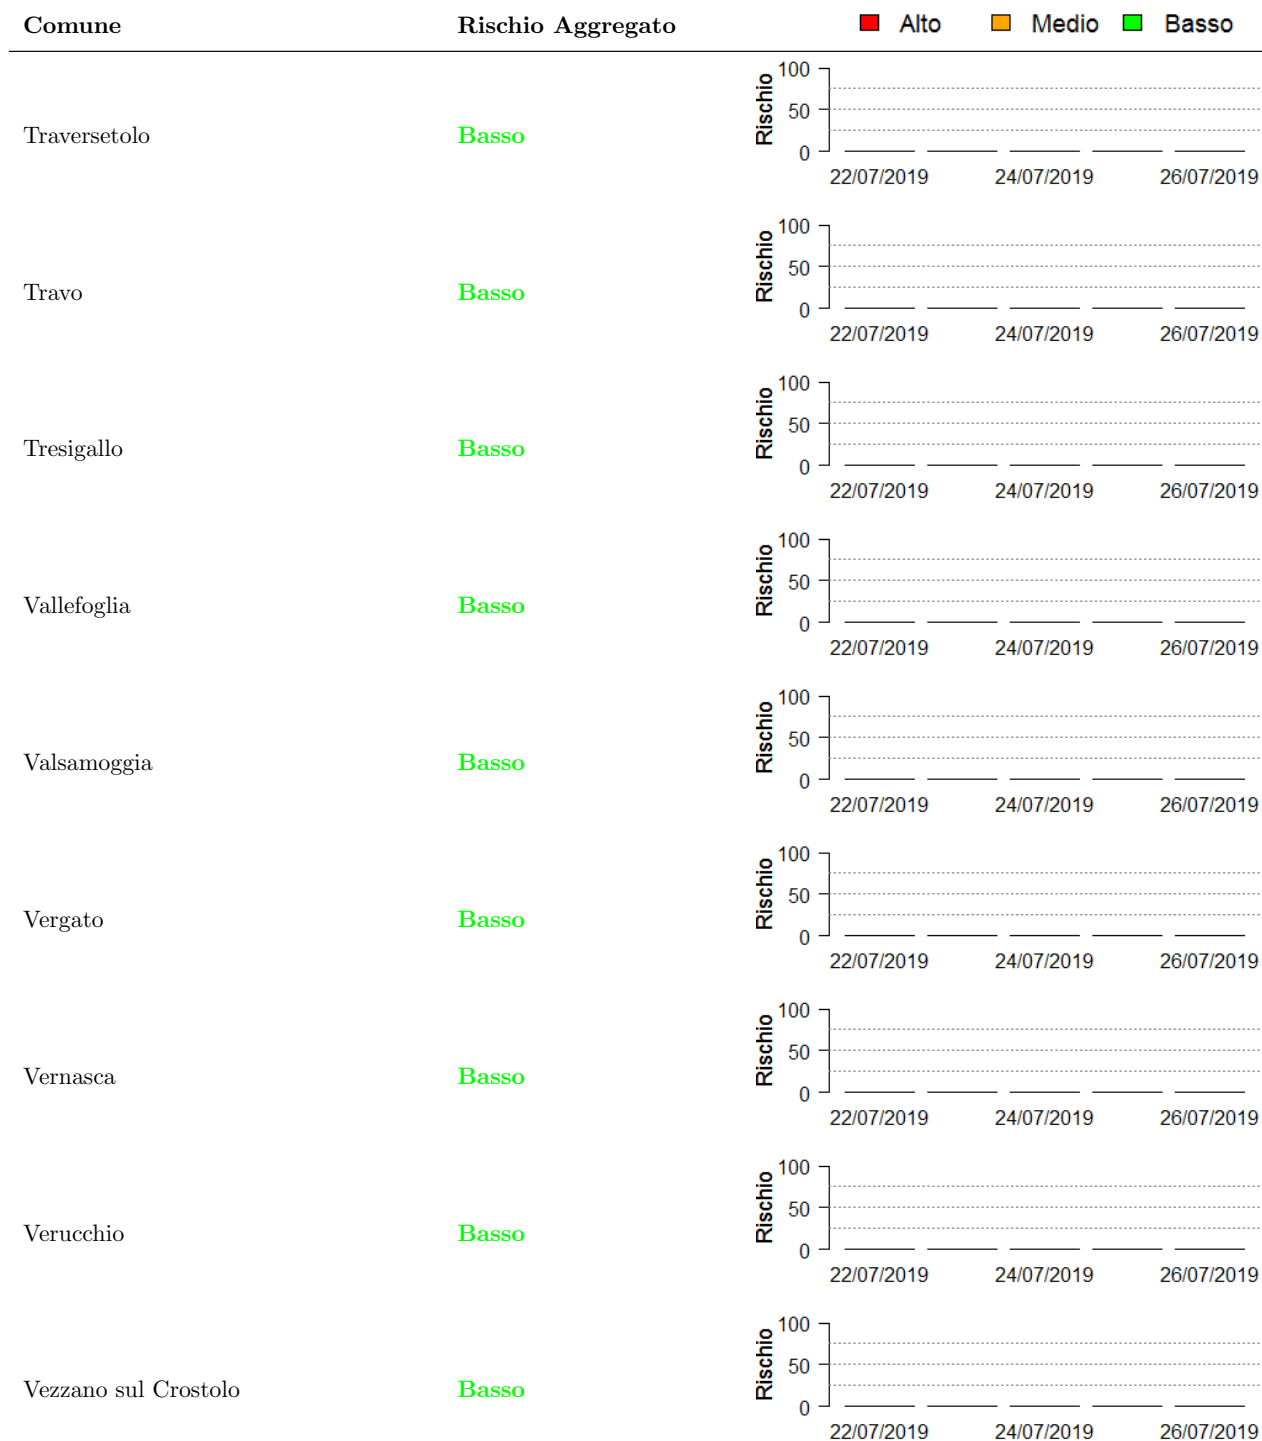 Comune Rischio Aggregato Alto Medio Basso
Traversetolo Basso Rischio 100 50 0
22/07/2019 24/07/2019 26/07/2019
Travo Basso Rischio 100 50 0
22/07/2019 24/07/2019 26/07/2019
Tresigallo Basso Rischio 100 50 0
22/07/2019 24/07/2019 26/07/2019
Vallefoglia Basso Rischio 100 50 0
22/07/2019 24/07/2019 26/07/2019
Valsamoggia Basso Rischio 100 50 0
22/07/2019 24/07/2019 26/07/2019
Vergato Basso Rischio 100 50 0
22/07/2019 24/07/2019 26/07/2019
Vernasca Basso Rischio 100 50 0
22/07/2019 24/07/2019 26/07/2019
Verucchio Basso Rischio 100 50 0
22/07/2019 24/07/2019 26/07/2019
Vezzano sul Crostolo Basso Rischio 100 50 0
22/07/2019 24/07/2019 26/07/2019